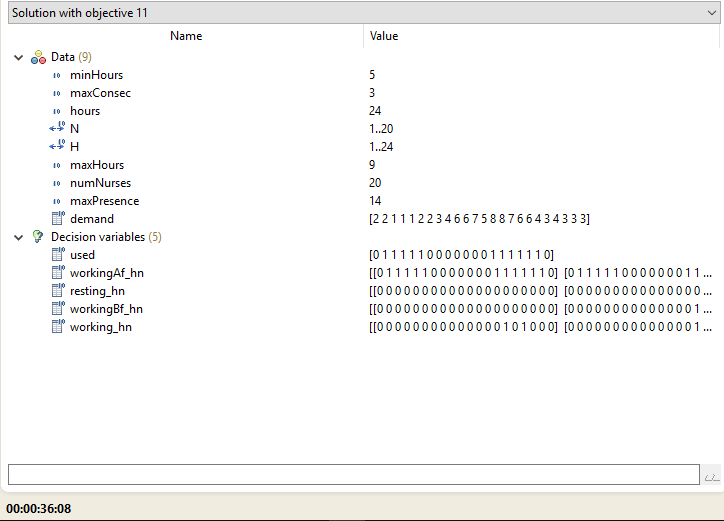 Solution with objective 11
Name Value
Data (9)
minHours 5
maxConsec 3
hours 24
N 1..20
H 1..24
maxHours 9
numNurses 20
maxPresence 14
demand [2 2 1 1 1 2 2 3 4 6 6 7 5 8 8 7 6 6 4 3 4 3 3 3]
Decision variables (5)
used [0 1 1 1 1 1 0 0 0 0 0 0 0 1 1 1 1 1 1 0]
workingAf_hn [[0 1 1 1 1 1 0 0 0 0 0 0 0 1 1 1 1 1 1 0] [0 1 1 1 1 1 0 0 0 0 0 0 0 1 1 ...
resting_hn [[0 0 0 0 0 0 0 0 0 0 0 0 0 0 0 0 0 0 0 0] [0 0 0 0 0 0 0 0 0 0 0 0 0 0 0 ...
workingBf_hn [[0 0 0 0 0 0 0 0 0 0 0 0 0 0 0 0 0 0 0 0] [0 0 0 0 0 0 0 0 0 0 0 0 0 0 1 ...
working_hn [[0 0 0 0 0 0 0 0 0 0 0 0 0 0 1 0 1 0 0 0] [0 0 0 0 0 0 0 0 0 0 0 0 0 0 1 ...
00:00:36:08